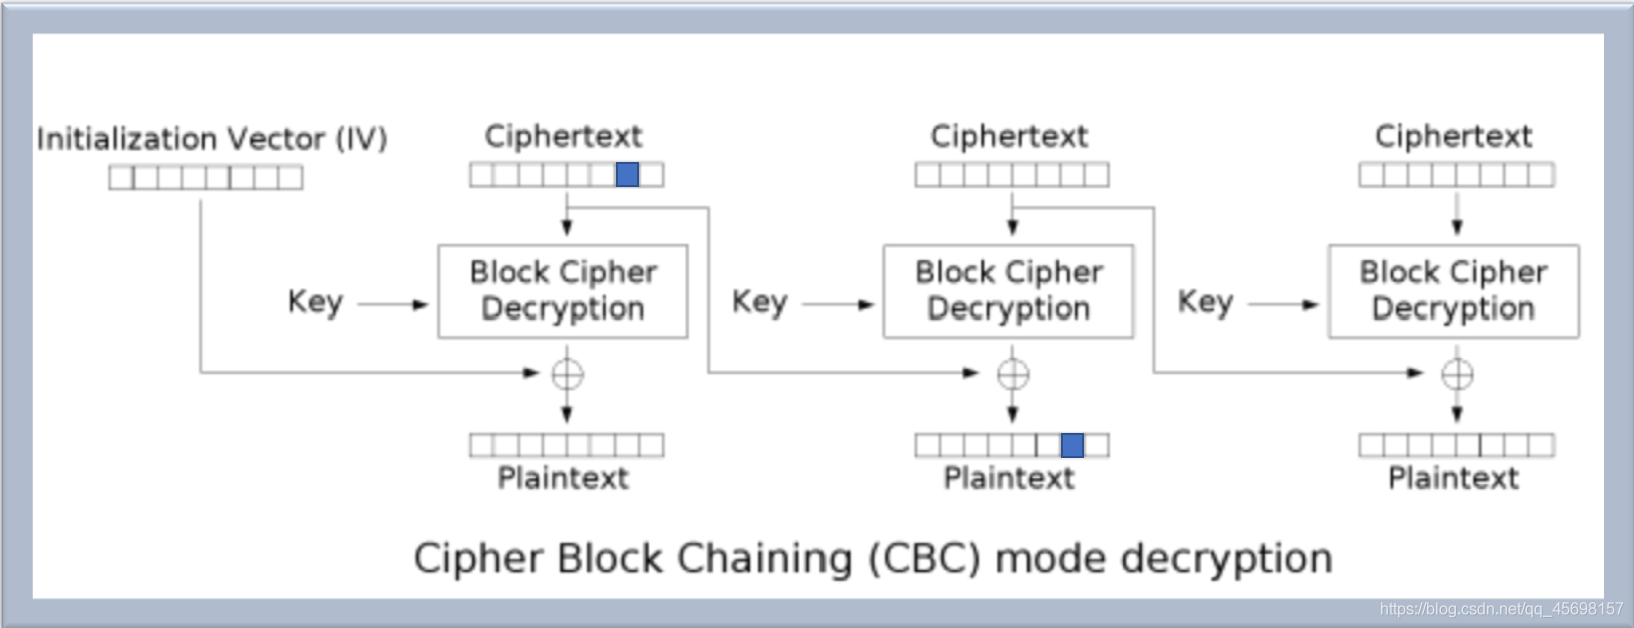 Initialization Vector (IV)
Ciphertext
Ciphertext
Ciphertext
Key
Block Cipher
Decryption
Key
Block Cipher
Decryption
Key
Block Cipher
Decryption
Plaintext
Plaintext
Plaintext
Cipher Block Chaining (CBC) mode decryption
https://blog.csdn.net/qq_45698157